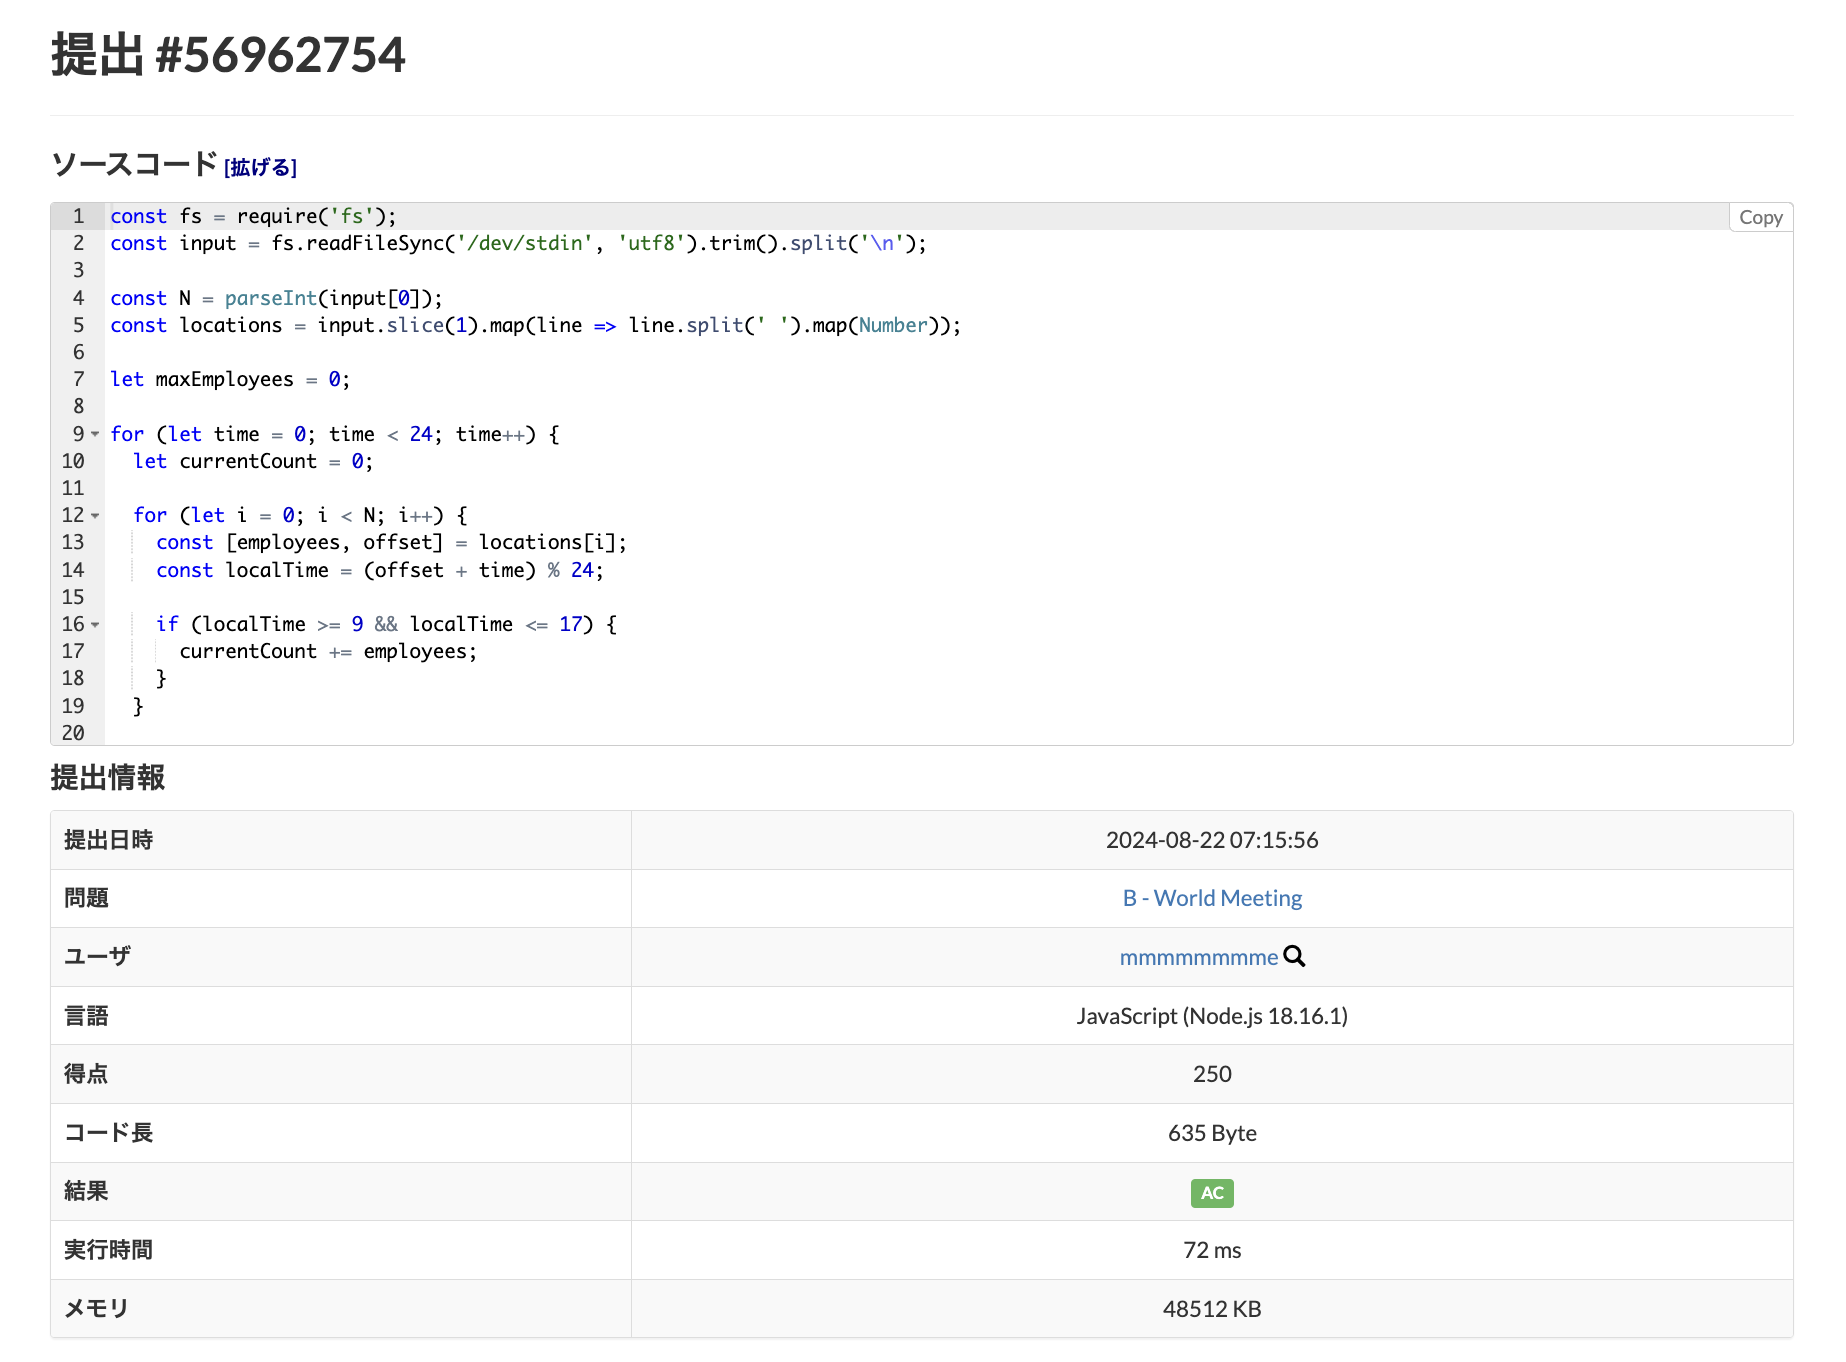 提出 #56962754
ソースコード [拡げる]
Copy
1 const fs = require('fs');
2 const input = fs.readFileSync('/dev/stdin', 'utf8').trim().split('\n');
3
4 const N = parseInt(input[0]);
5 const locations = input.slice(1).map(line => line.split(' ').map(Number));
6
7 let maxEmployees = 0;
8
9 for (let time = 0; time < 24; time++) {
10   let currentCount = 0;
11
12   for (let i = 0; i < N; i++) {
13     const [employees, offset] = locations[i];
14     const localTime = (offset + time) % 24;
15
16     if (localTime >= 9 && localTime <= 17) {
17       currentCount += employees;
18     }
19   }
20
提出情報
提出日時 2024-08-22 07:15:56
問題 B - World Meeting
ユーザ mmmmmmmme
言語 JavaScript (Node.js 18.16.1)
得点 250
コード長 635 Byte
結果 AC
実行時間 72 ms
メモリ 48512 KB